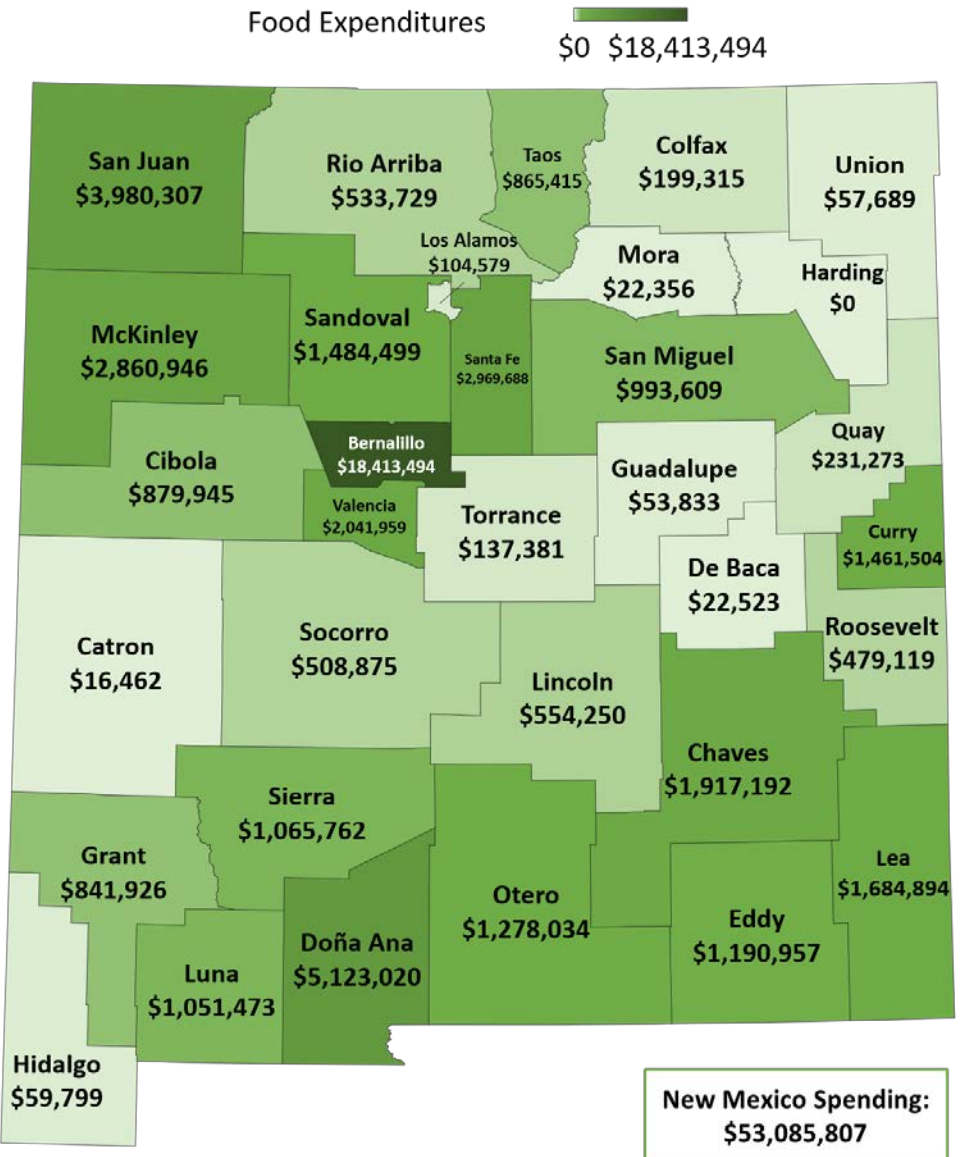 Food Expenditures
$0 $18,413,494
San Juan
$3,980,307
Rio Arriba
$533,729
Taos
$865,415
Colfax
$199,315
Union
$57,689
Los Alamos
$104,579
Mora
$22,356
Harding
$0
McKinley
$2,860,946
Sandoval
$1,484,499
Santa Fe
$2,969,688
San Miguel
$993,609
Quay
$231,273
Cibola
$879,945
Bernalillo
$18,413,494
Valencia
$2,041,959
Torrance
$137,381
Guadalupe
$53,833
Curry
$1,461,504
De Baca
$22,523
Roosevelt
$479,119
Catron
$16,462
Socorro
$508,875
Lincoln
$554,250
Chaves
$1,917,192
Sierra
$1,065,762
Grant
$841,926
Otero
$1,278,034
Lea
$1,684,894
Eddy
$1,190,957
Doña Ana
$5,123,020
Luna
$1,051,473
Hidalgo
$59,799
New Mexico Spending:
$53,085,807